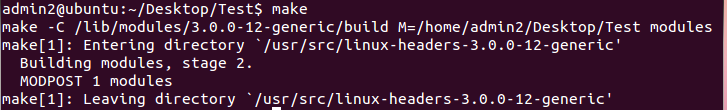 admin2@ubuntu:~/Desktop/Test$ make
make -C /lib/modules/3.0.0-12-generic/build M=/home/admin2/Desktop/Test modules
make[1]: Entering directory `/usr/src/linux-headers-3.0.0-12-generic'
  Building modules, stage 2.
  MODPOST 1 modules
make[1]: Leaving directory `/usr/src/linux-headers-3.0.0-12-generic'